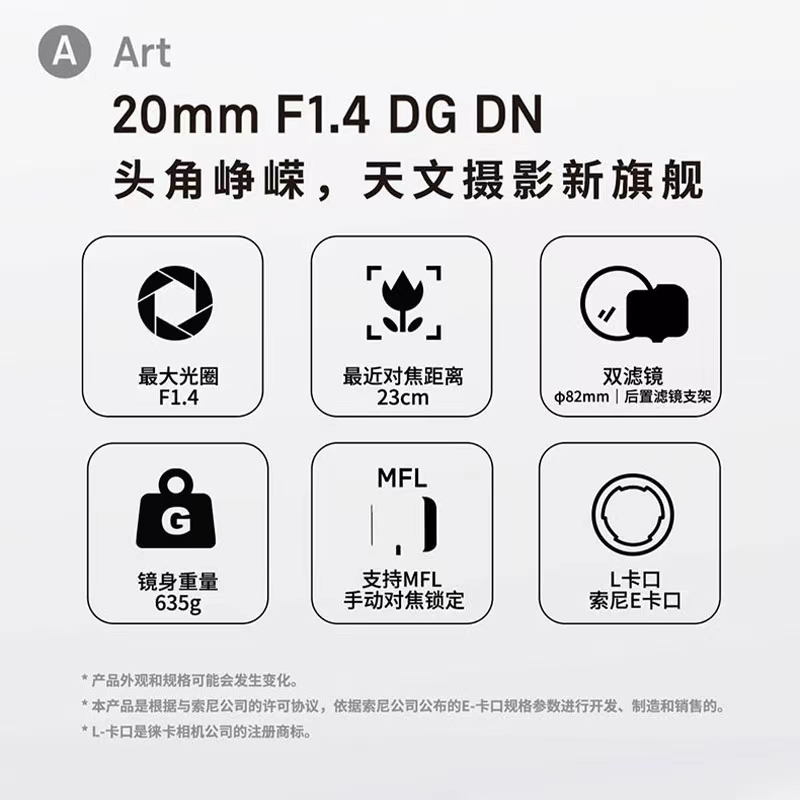 A Art
20mm F1.4 DG DN
头角峥嵘，天文摄影新旗舰
最大光圈
F1.4
最近对焦距离
23cm
双滤镜
φ82mm｜后置滤镜支架
G
镜身重量
635g
MFL
支持MFL
手动对焦锁定
L卡口
索尼E卡口
* 产品外观和规格可能会发生变化。
* 本产品是根据与索尼公司的许可协议，依据索尼公司公布的E-卡口规格参数进行开发、制造和销售的。
* L-卡口是徕卡相机公司的注册商标。